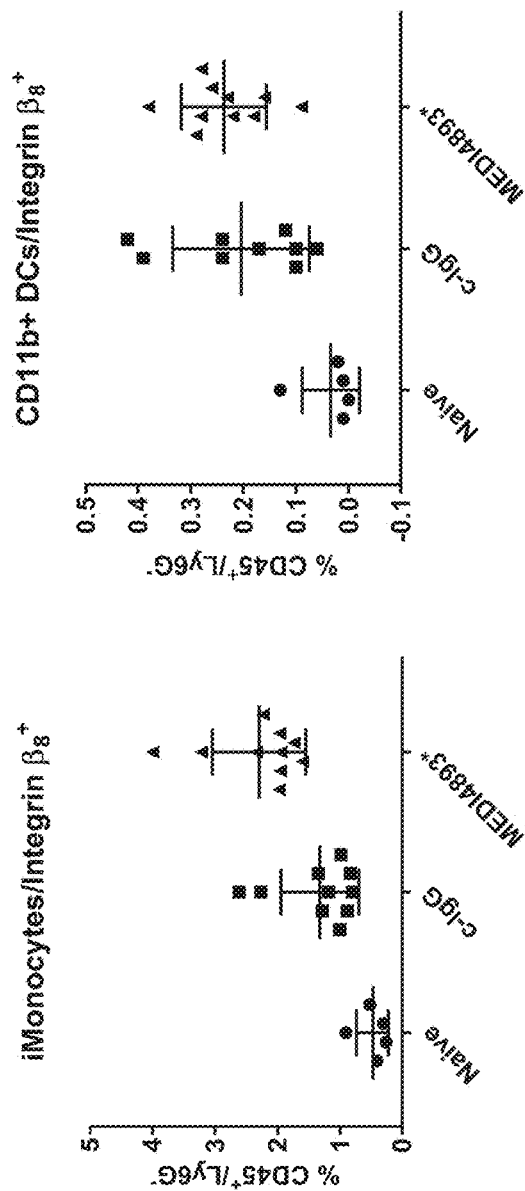 iMonocytes/Integrin β₈⁺
% CD45⁺/Ly6G⁻
5
4
3
2
1
0
Naive
c-IgG
MEDI4893*
CD11b+ DCs/Integrin β₈⁺
% CD45⁺/Ly6G⁻
0.5
0.4
0.3
0.2
0.1
0.0
-0.1
Naive
c-IgG
MEDI4893*